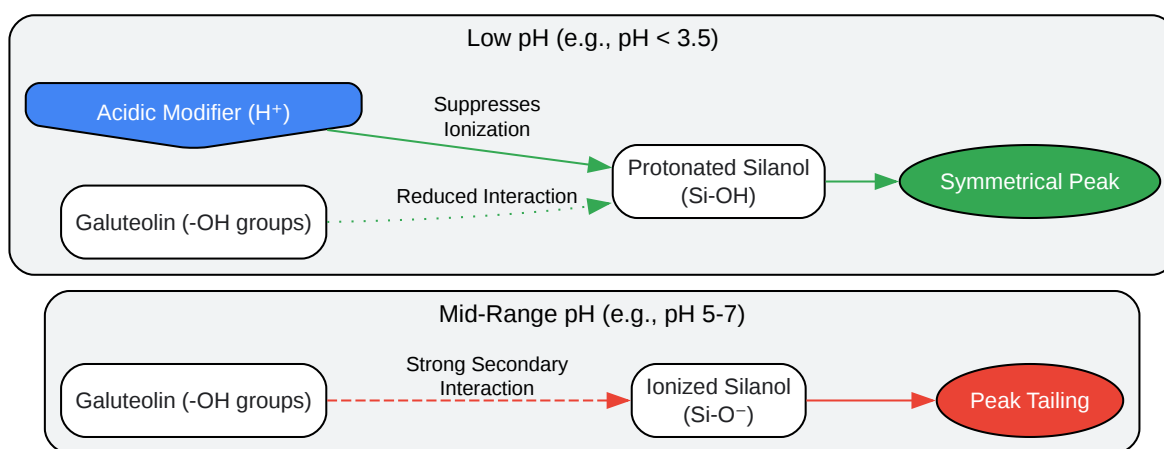 Low pH (e.g., pH < 3.5)
Acidic Modifier (H⁺)
Suppresses
Ionization
Galuteolin (-OH groups)
Reduced Interaction
Protonated Silanol
(Si-OH)
Symmetrical Peak
Mid-Range pH (e.g., pH 5-7)
Galuteolin (-OH groups)
Strong Secondary
Interaction
Ionized Silanol
(Si-O⁻)
Peak Tailing